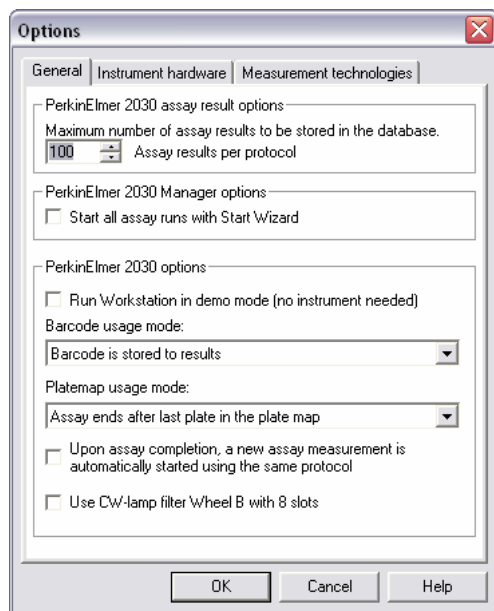 Options
General
Instrument hardware
Measurement technologies
PerkinElmer 2030 assay result options
Maximum number of assay results to be stored in the database.
100
Assay results per protocol
PerkinElmer 2030 Manager options
Start all assay runs with Start Wizard
PerkinElmer 2030 options
Run Workstation in demo mode (no instrument needed)
Barcode usage mode:
Barcode is stored to results
Platemap usage mode:
Assay ends after last plate in the plate map
Upon assay completion, a new assay measurement is
automatically started using the same protocol
Use CW-lamp filter Wheel B with 8 slots
OK
Cancel
Help